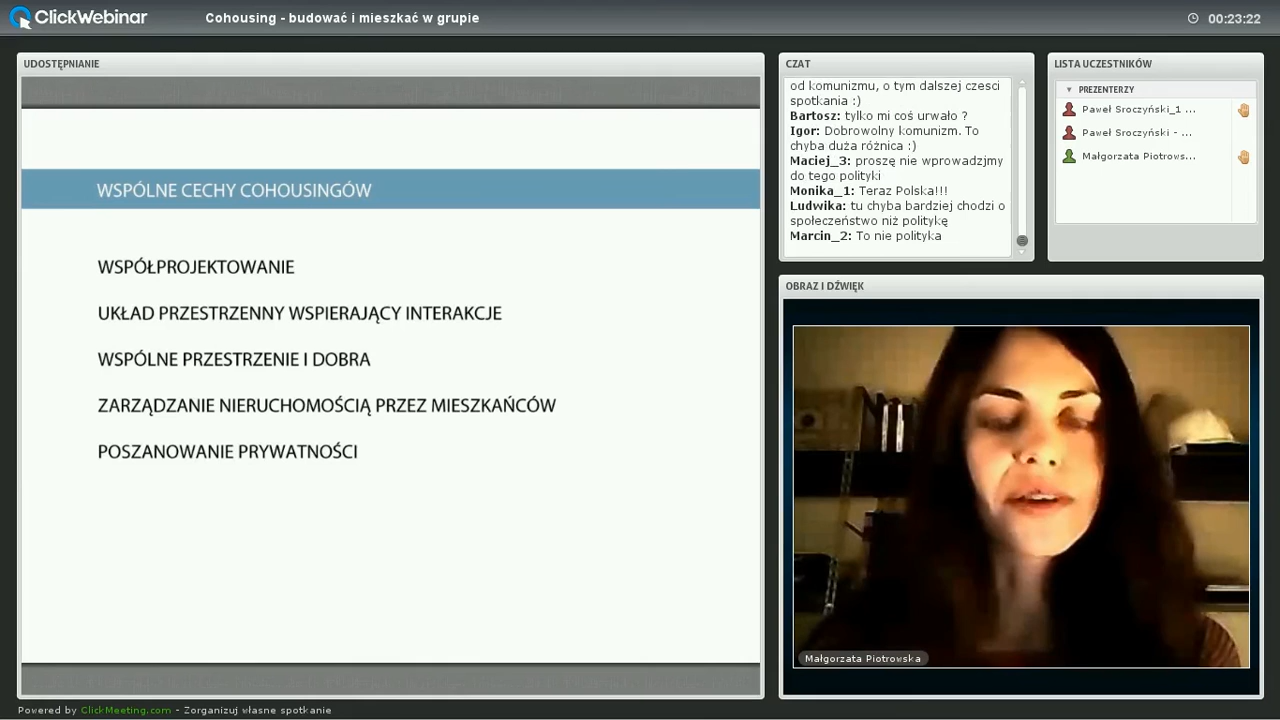 ClickWebinar
Cohousing - budować i mieszkać w grupie
00:23:22
UDOSTĘPNIANIE
WSPÓLNE CECHY COHOUSINGÓW
WSPÓŁPROJEKTOWANIE
UKŁAD PRZESTRZENNY WSPIERAJĄCY INTERAKCJE
WSPÓLNE PRZESTRZENIE I DOBRA
ZARZĄDZANIE NIERUCHOMOŚCIĄ PRZEZ MIESZKAŃCÓW
POSZANOWANIE PRYWATNOŚCI
CZAT
od komunizmu, o tym dalszej czesci
spotkania :)
Bartosz: tylko mi coś urwało ?
Igor: Dobrowolny komunizm. To
chyba duża różnica :)
Maciej_3: proszę nie wprowadzjmy
do tego polityki
Monika_1: Teraz Polska!!!
Ludwika: tu chyba bardziej chodzi o
społeczeństwo niż politykę
Marcin_2: To nie polityka
LISTA UCZESTNIKÓW
PREZENTERZY
Paweł Sroczyński_1 ...
Paweł Sroczyński - ...
Małgorzata Piotrows...
OBRAZ I DŹWIĘK
Małgorzata Piotrowska
Powered by ClickMeeting.com - Zorganizuj własne spotkanie